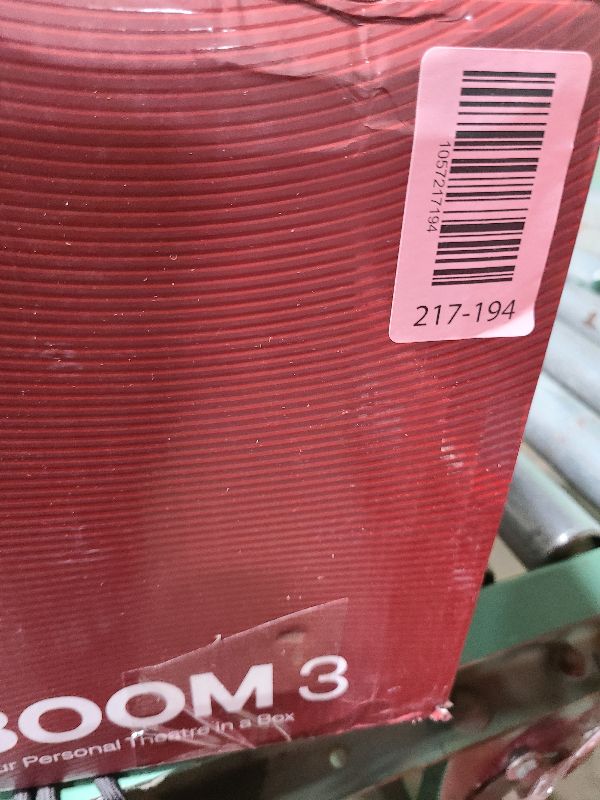 1057217194
217-194
BOOM 3
Personal Theatre in a Box